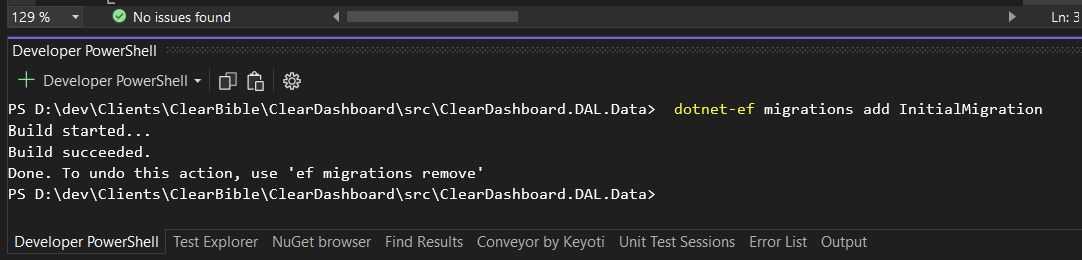 129 %
No issues found
Ln: 3
Developer PowerShell
Developer PowerShell
PS D:\dev\Clients\ClearBible\ClearDashboard\src\ClearDashboard.DAL.Data>  dotnet-ef migrations add InitialMigration
Build started...
Build succeeded.
Done. To undo this action, use 'ef migrations remove'
PS D:\dev\Clients\ClearBible\ClearDashboard\src\ClearDashboard.DAL.Data>
Developer PowerShell Test Explorer NuGet browser Find Results Conveyor by Keyoti Unit Test Sessions Error List Output